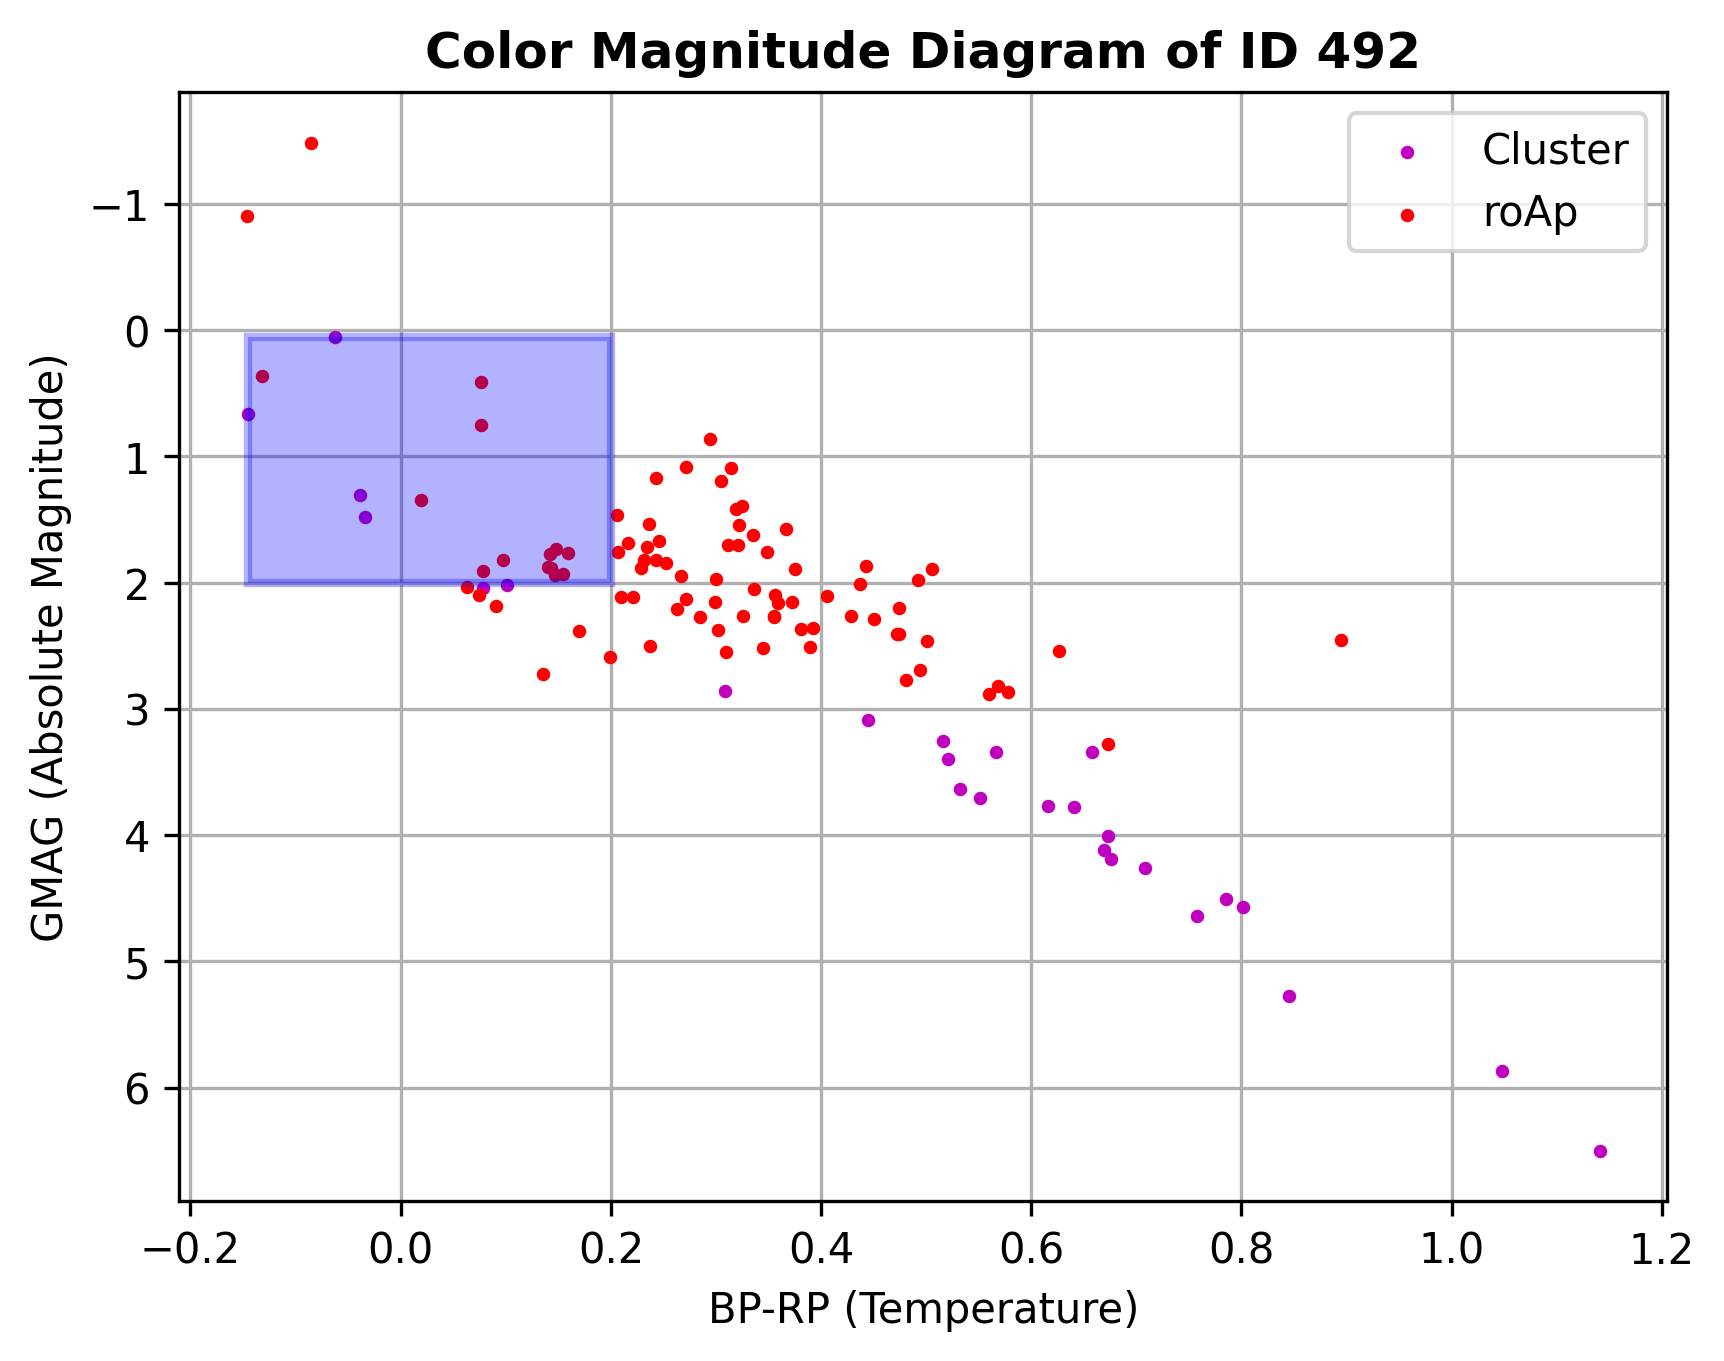 Color Magnitude Diagram of ID 492
Cluster
roAp
−1
0
1
2
3
4
5
6
GMAG (Absolute Magnitude)
−0.2 0.0 0.2 0.4 0.6 0.8 1.0 1.2
BP-RP (Temperature)